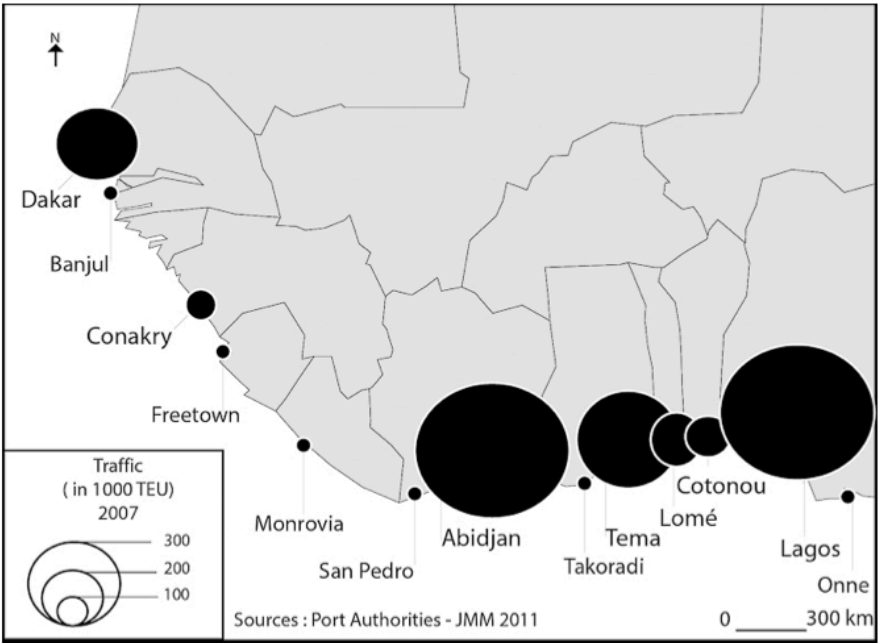 N
Dakar
Banjul
Conakry
Freetown
Monrovia
San Pedro
Abidjan
Takoradi
Tema
Lomé
Cotonou
Lagos
Onne
Traffic
( in 1000 TEU)
2007
300
200
100
Sources : Port Authorities - JMM 2011
0 300 km